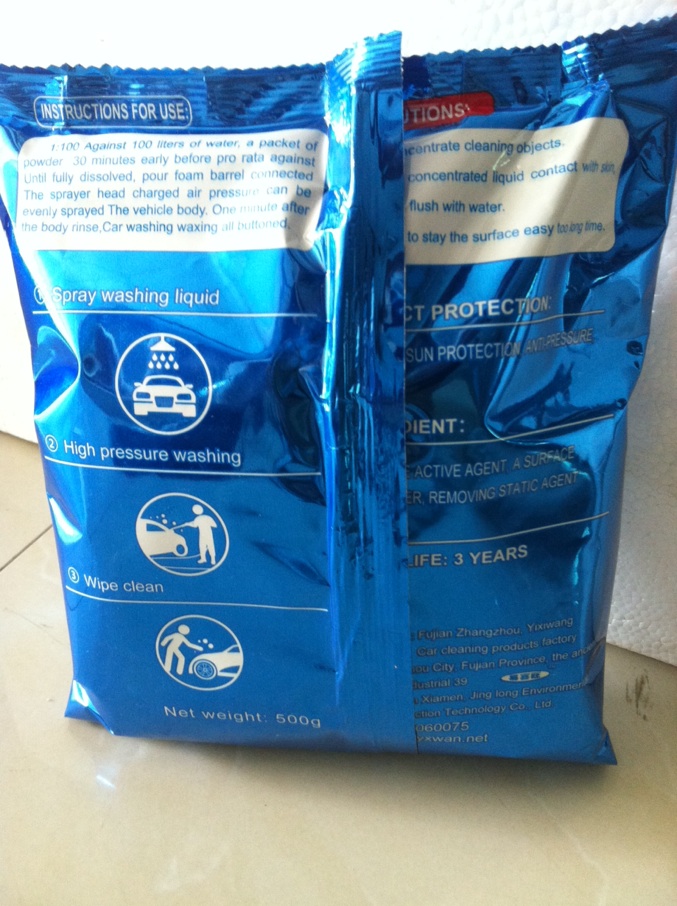 INSTRUCTIONS FOR USE:
1:100 Against 100 liters of water, a packet of
powder 30 minutes early before pro rata against
Until fully dissolved, pour foam barrel connected
The sprayer head charged air pressure can be
evenly sprayed The vehicle body. One minute after
the body rinse,Car washing waxing all buttoned.
① Spray washing liquid
② High pressure washing
③ Wipe clean
Net weight: 500g
UTIONS:
ncentrate cleaning objects.
concentrated liquid contact with skin,
flush with water.
to stay the surface easy too long time.
CT PROTECTION:
SUN PROTECTION, ANTI-PRESSURE
DIENT:
ACTIVE AGENT, A SURFACE
ER, REMOVING STATIC AGENT
LIFE: 3 YEARS
Fujian Zhangzhou, Yixiwang
Car cleaning products factory
ou City, Fujian Province, the
dustrial 39
Xiamen, Jing long Environmen
ction Technology Co., Ltd
060075
yxwan.net